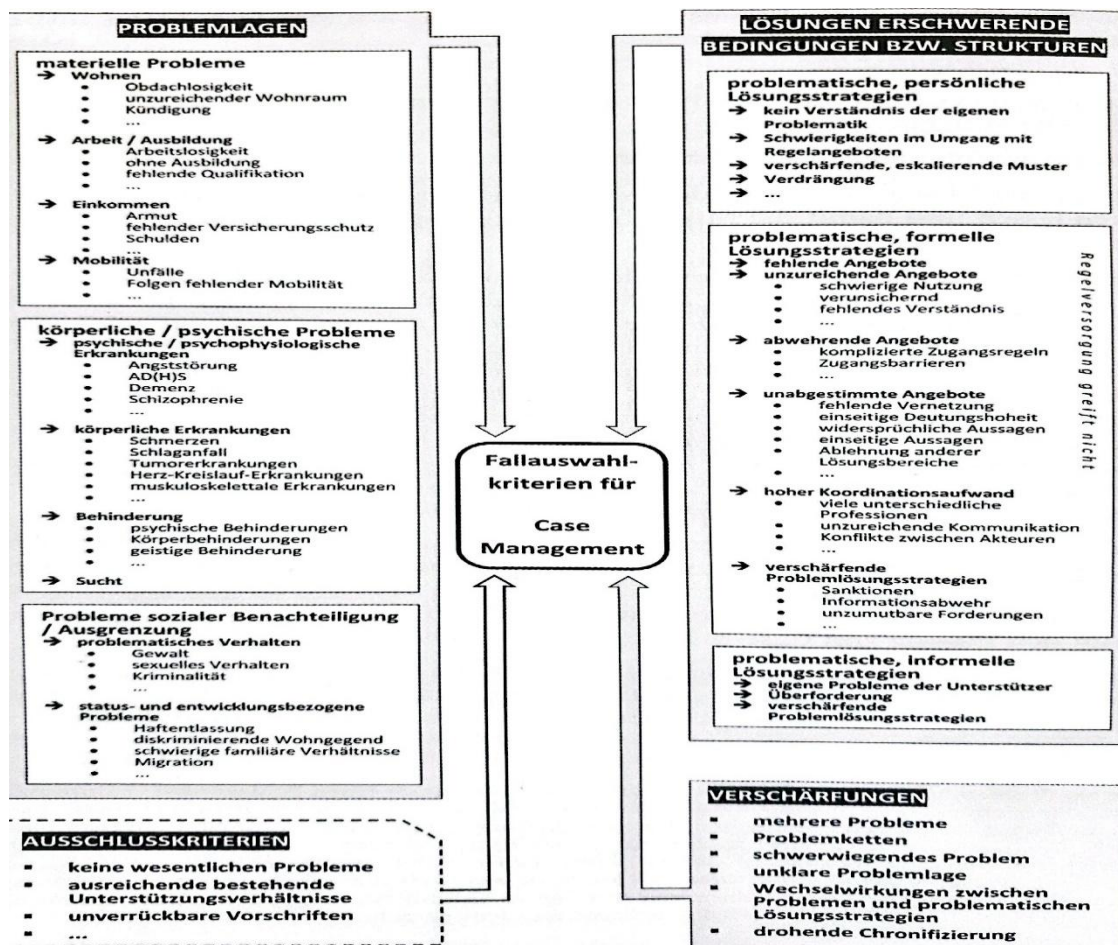 PROBLEMLAGEN
materielle Probleme
→ Wohnen
• Obdachlosigkeit
• unzureichender Wohnraum
• Kündigung
• ...
→ Arbeit / Ausbildung
• Arbeitslosigkeit
• ohne Ausbildung
• fehlende Qualifikation
• ...
→ Einkommen
• Armut
• fehlender Versicherungsschutz
• Schulden
• ...
→ Mobilität
• Unfälle
• Folgen fehlender Mobilität
• ...
körperliche / psychische Probleme
→ psychische / psychophysiologische
Erkrankungen
• Angststörung
• AD(H)S
• Demenz
• Schizophrenie
• ...
→ körperliche Erkrankungen
• Schmerzen
• Schlaganfall
• Tumorerkrankungen
• Herz-Kreislauf-Erkrankungen
• muskuloskelettale Erkrankungen
• ...
→ Behinderung
• psychische Behinderungen
• Körperbehinderungen
• geistige Behinderung
• ...
→ Sucht
Probleme sozialer Benachteiligung
/ Ausgrenzung
→ problematisches Verhalten
• Gewalt
• sexuelles Verhalten
• Kriminalität
• ...
→ status- und entwicklungsbezogene
Probleme
• Haftentlassung
• diskriminierende Wohngegend
• schwierige familiäre Verhältnisse
• Migration
• ...
AUSSCHLUSSKRITERIEN
▪ keine wesentlichen Probleme
▪ ausreichende bestehende
Unterstützungsverhältnisse
▪ unverrückbare Vorschriften
▪ ...
Fallauswahl-
kriterien für
Case
Management
LÖSUNGEN ERSCHWERENDE
BEDINGUNGEN BZW. STRUKTUREN
problematische, persönliche
Lösungsstrategien
→ kein Verständnis der eigenen
Problematik
→ Schwierigkeiten im Umgang mit
Regelangeboten
→ verschärfende, eskalierende Muster
→ Verdrängung
→ ...
problematische, formelle
Lösungsstrategien
→ fehlende Angebote
→ unzureichende Angebote
• schwierige Nutzung
• verunsichernd
• fehlendes Verständnis
• ...
→ abwehrende Angebote
• komplizierte Zugangsregeln
• Zugangsbarrieren
• ...
→ unabgestimmte Angebote
• fehlende Vernetzung
• einseitige Deutungshoheit
• widersprüchliche Aussagen
• einseitige Aussagen
• Ablehnung anderer
Lösungsbereiche
• ...
→ hoher Koordinationsaufwand
• viele unterschiedliche
Professionen
• unzureichende Kommunikation
• Konflikte zwischen Akteuren
• ...
→ verschärfende
Problemlösungsstrategien
• Sanktionen
• Informationsabwehr
• unzumutbare Forderungen
• ...
Regelversorgung greift nicht
problematische, informelle
Lösungsstrategien
→ eigene Probleme der Unterstützer
→ Überforderung
→ verschärfende
Problemlösungsstrategien
VERSCHÄRFUNGEN
▪ mehrere Probleme
▪ Problemketten
▪ schwerwiegendes Problem
▪ unklare Problemlage
▪ Wechselwirkungen zwischen
Problemen und problematischen
Lösungsstrategien
▪ drohende Chronifizierung